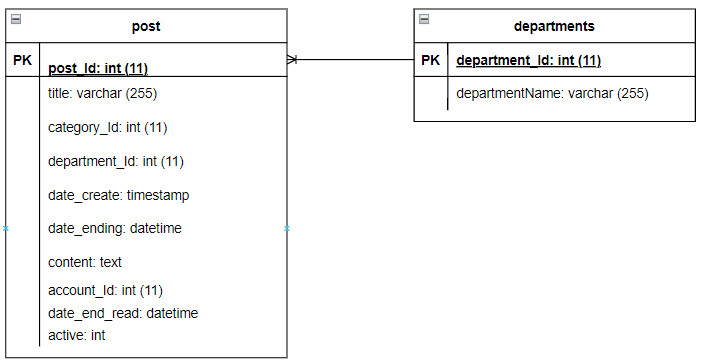 post
PK
post_Id: int (11)
title: varchar (255)
category_Id: int (11)
department_Id: int (11)
date_create: timestamp
date_ending: datetime
content: text
account_Id: int (11)
date_end_read: datetime
active: int
departments
PK
department_Id: int (11)
departmentName: varchar (255)